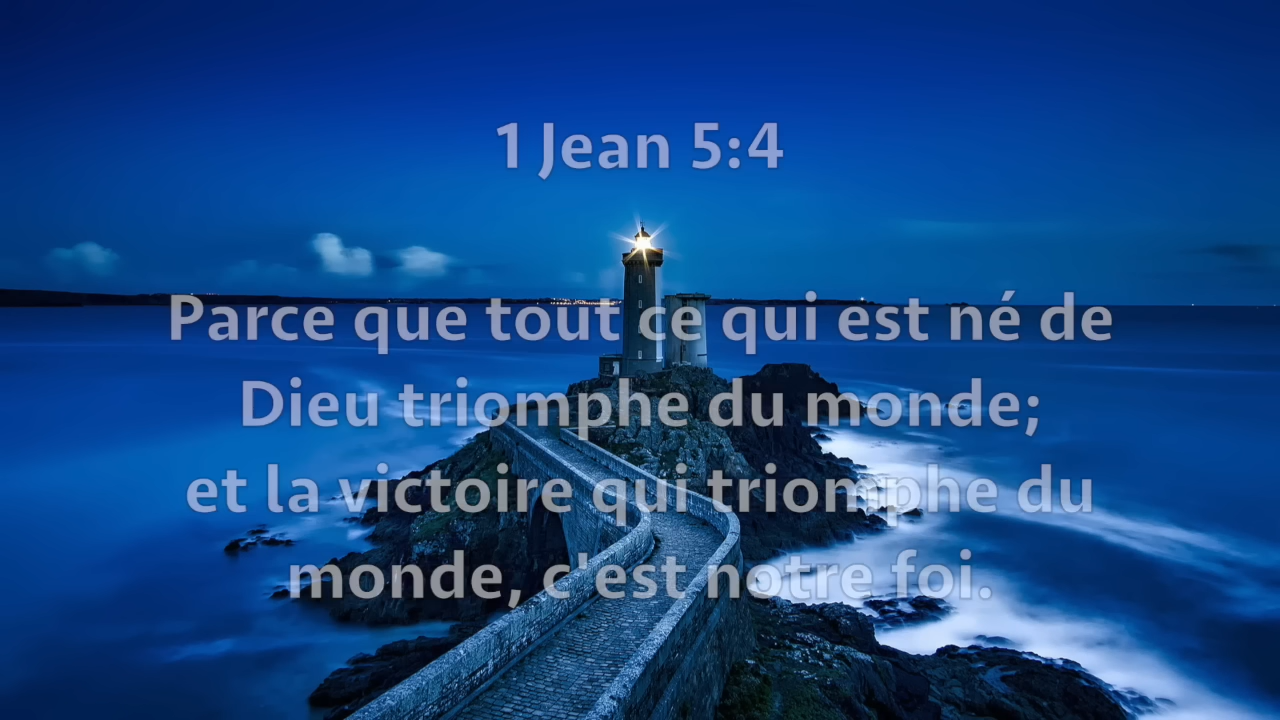 1 Jean 5:4
Parce que tout ce qui est né de
Dieu triomphe du monde;
et la victoire qui triomphe du
monde, c'est notre foi.